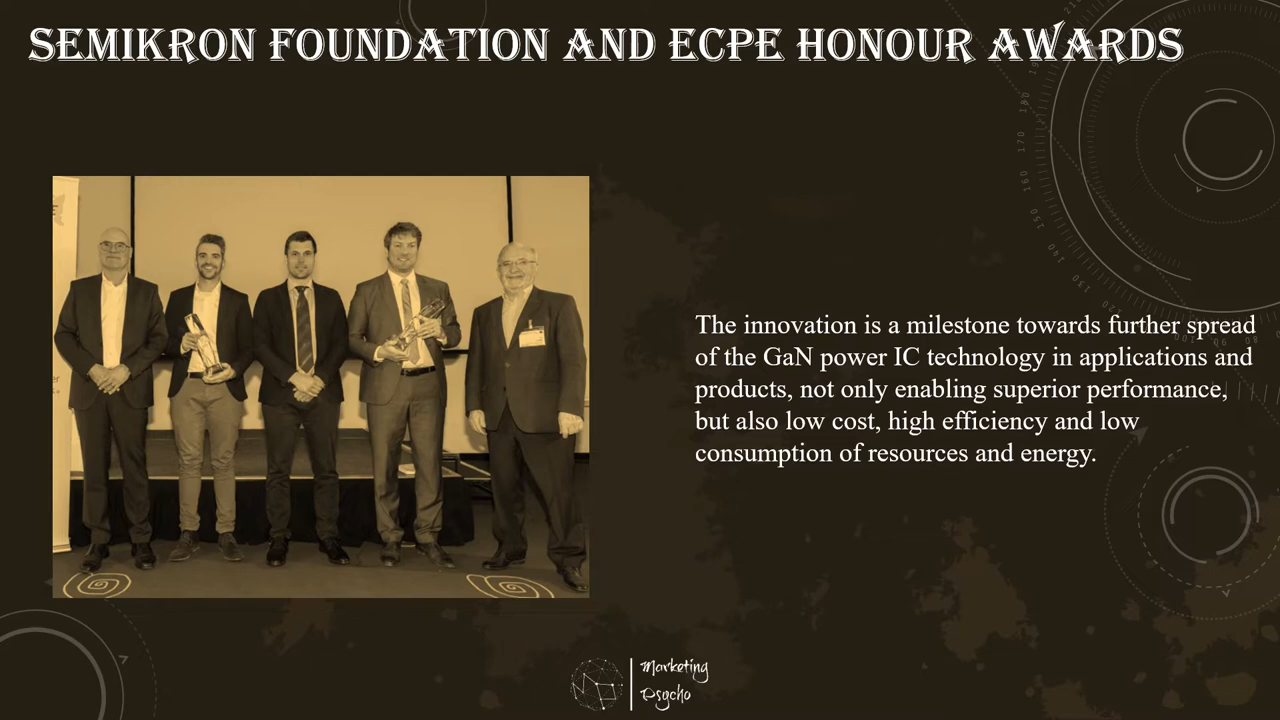 SEMIKRON FOUNDATION AND ECPE HONOUR AWARDS
The innovation is a milestone towards further spread
of the GaN power IC technology in applications and
products, not only enabling superior performance,
but also low cost, high efficiency and low
consumption of resources and energy.
Marketing
Psycho